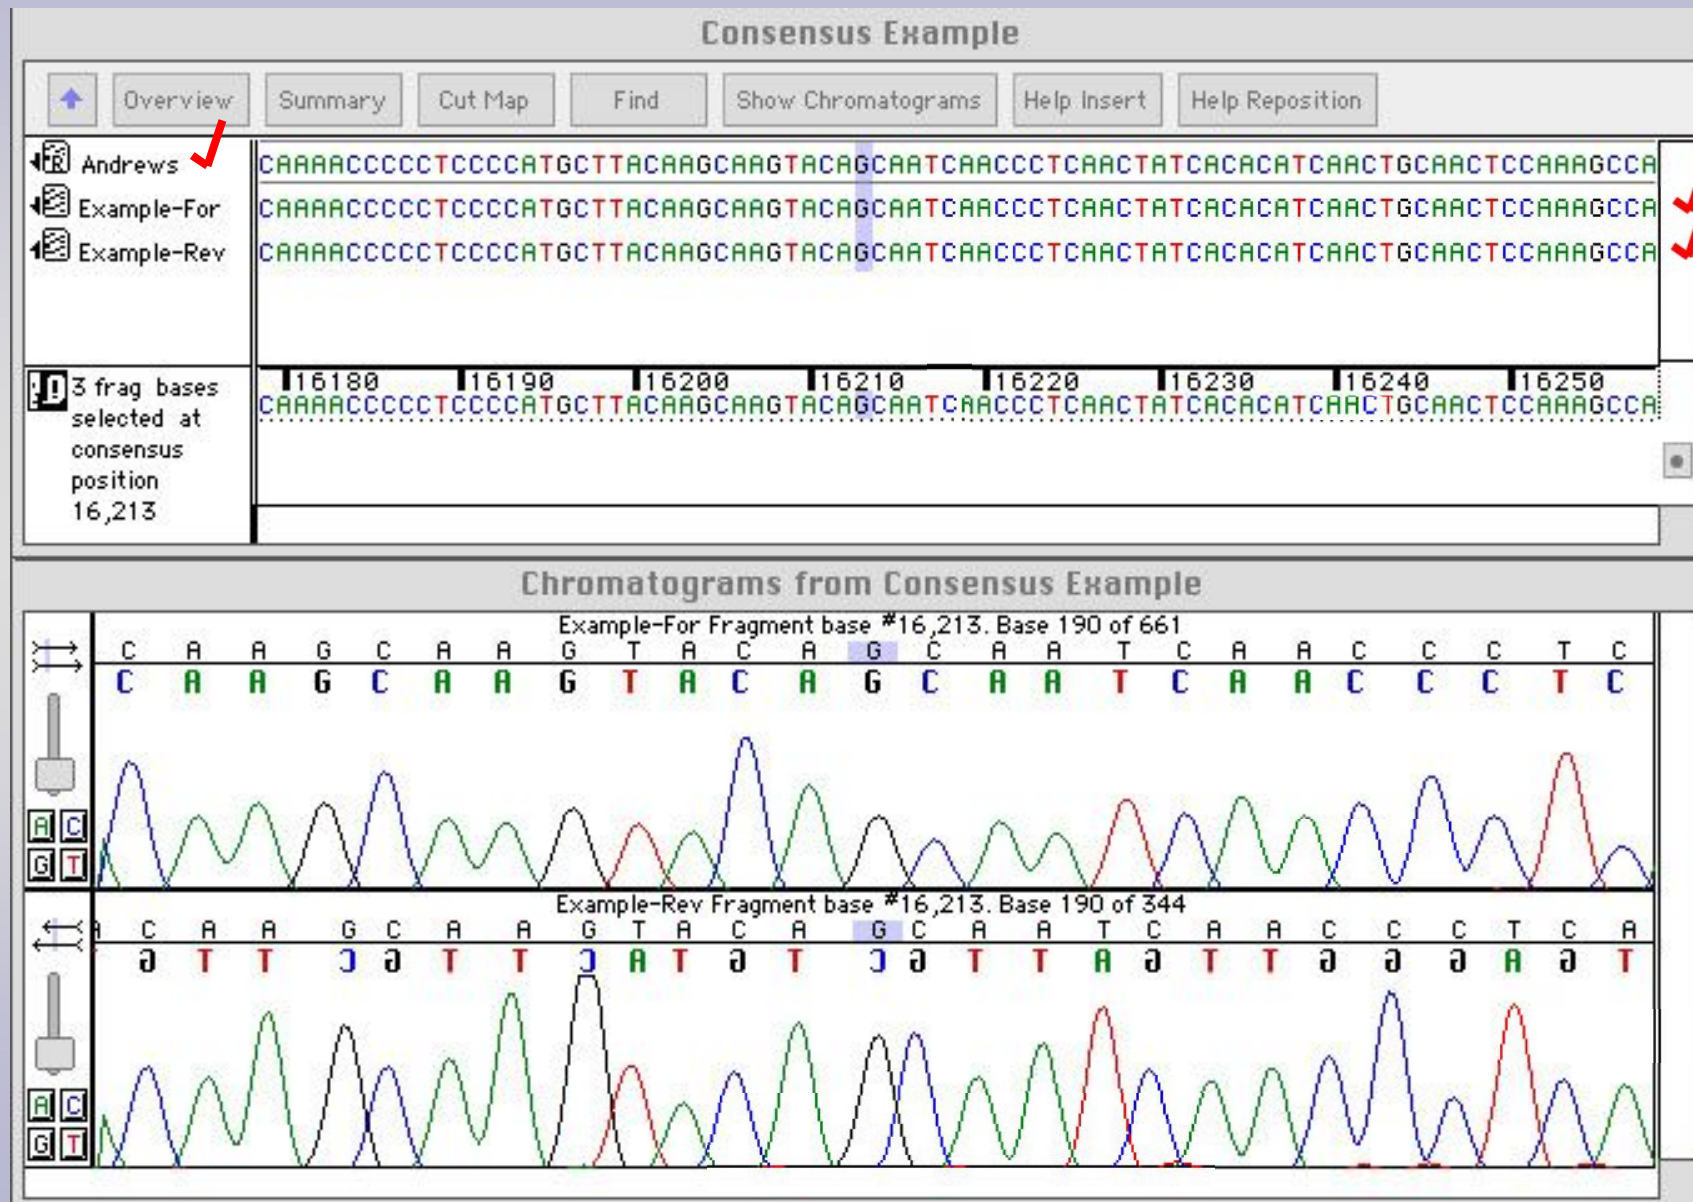 Consensus Example
Overview Summary Cut Map Find Show Chromatograms Help Insert Help Reposition
R Andrews CAAAACCCCCTCCCCATGCTTACAAGCAAGTACAGCAATCAACCCTCAACTATCACACATCAACTGCAACTCCAAAGCCA
Example-For CAAAACCCCCTCCCCATGCTTACAAGCAAGTACAGCAATCAACCCTCAACTATCACACATCAACTGCAACTCCAAAGCCA
Example-Rev CAAAACCCCCTCCCCATGCTTACAAGCAAGTACAGCAATCAACCCTCAACTATCACACATCAACTGCAACTCCAAAGCCA
16180 16190 16200 16210 16220 16230 16240 16250
CAAAACCCCCTCCCCATGCTTACAAGCAAGTACAGCAATCAACCCTCAACTATCACACATCAACTGCAACTCCAAAGCCA
3 frag bases
selected at
consensus
position
16,213
Chromatograms from Consensus Example
Example-For Fragment base #16,213. Base 190 of 661
C A A G C A A G T A C A G C A A T C A A C C C T C
C A A G C A A G T A C A G C A A T C A A C C C T C
A C
G T
Example-Rev Fragment base #16,213. Base 190 of 344
A C A A G C A A G T A C A G C A A T C A A C C C T C A
G T T C G T T C A T G T C G T T A G T T G G G A G T
A C
G T